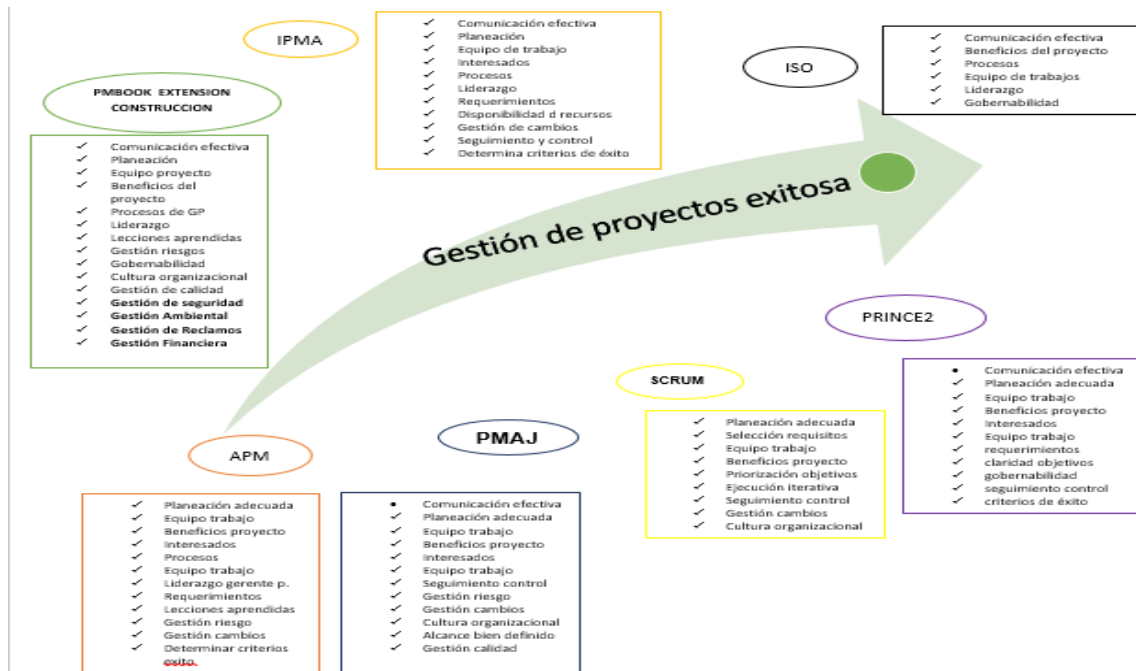 IPMA
✓ Comunicación efectiva
✓ Planeación
✓ Equipo de trabajo
✓ Interesados
✓ Procesos
✓ Liderazgo
✓ Requerimientos
✓ Disponibilidad d recursos
✓ Gestión de cambios
✓ Seguimiento y control
✓ Determina criterios de éxito
ISO
✓ Comunicación efectiva
✓ Beneficios del proyecto
✓ Procesos
✓ Equipo de trabajos
✓ Liderazgo
✓ Gobernabilidad
PMBOOK EXTENSION
CONSTRUCCION
✓ Comunicación efectiva
✓ Planeación
✓ Equipo proyecto
✓ Beneficios del
proyecto
✓ Procesos de GP
✓ Liderazgo
✓ Lecciones aprendidas
✓ Gestión riesgos
✓ Gobernabilidad
✓ Cultura organizacional
✓ Gestión de calidad
✓ Gestión de seguridad
✓ Gestión Ambiental
✓ Gestión de Reclamos
✓ Gestión Financiera
Gestión de proyectos exitosa
APM
✓ Planeación adecuada
✓ Equipo trabajo
✓ Beneficios proyecto
✓ Interesados
✓ Procesos
✓ Equipo trabajo
✓ Liderazgo gerente p.
✓ Requerimientos
✓ Lecciones aprendidas
✓ Gestión riesgo
✓ Gestión cambios
✓ Determinar criterios
exito
PMAJ
• Comunicación efectiva
✓ Planeación adecuada
✓ Equipo trabajo
✓ Beneficios proyecto
✓ Interesados
✓ Equipo trabajo
✓ Seguimiento control
✓ Gestión riesgo
✓ Gestión cambios
✓ Cultura organizacional
✓ Alcance bien definido
✓ Gestión calidad
SCRUM
✓ Planeación adecuada
✓ Selección requisitos
✓ Equipo trabajo
✓ Beneficios proyecto
✓ Priorización objetivos
✓ Ejecución iterativa
✓ Seguimiento control
✓ Gestión cambios
✓ Cultura organizacional
PRINCE2
• Comunicación efectiva
✓ Planeación adecuada
✓ Equipo trabajo
✓ Beneficios proyecto
✓ Interesados
✓ Equipo trabajo
✓ requerimientos
✓ claridad objetivos
✓ gobernabilidad
✓ seguimiento control
✓ criterios de éxito